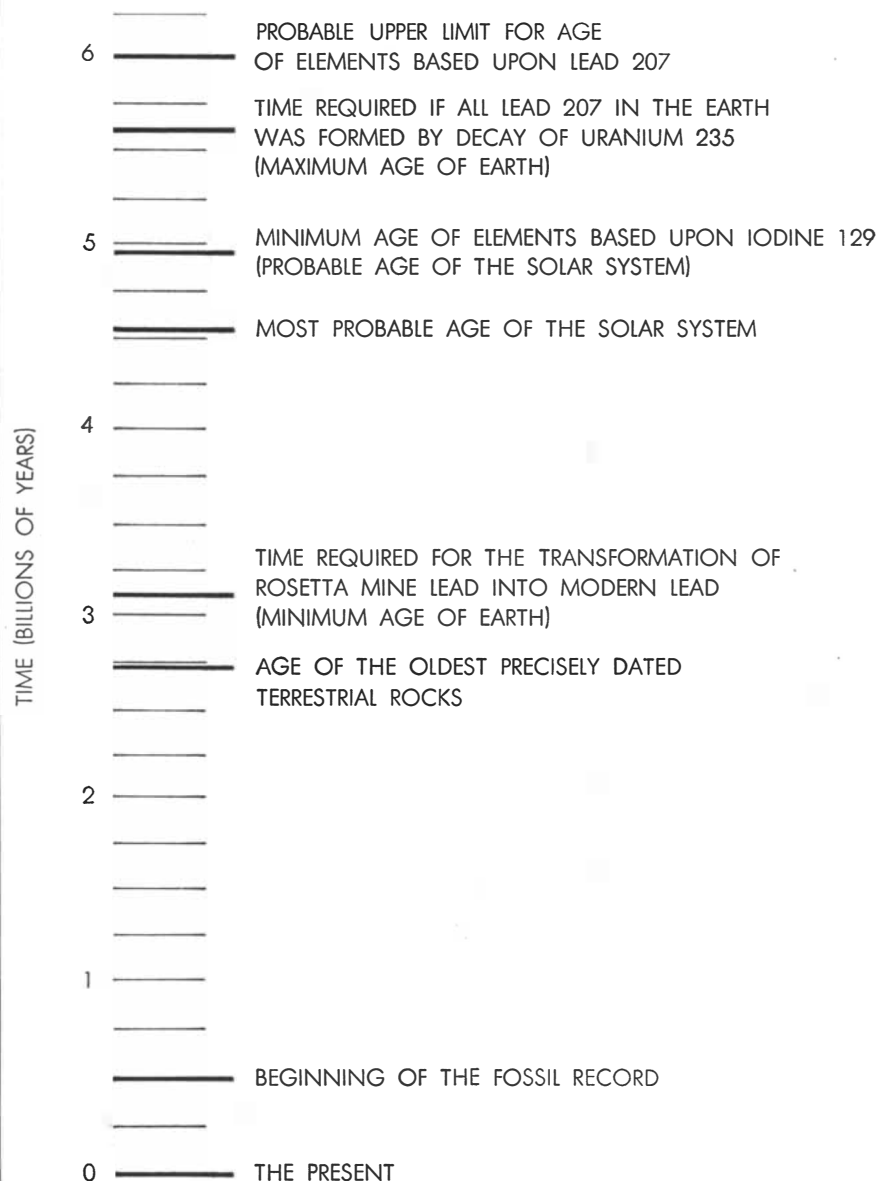 6
PROBABLE UPPER LIMIT FOR AGE
OF ELEMENTS BASED UPON LEAD 207
TIME REQUIRED IF ALL LEAD 207 IN THE EARTH
WAS FORMED BY DECAY OF URANIUM 235
(MAXIMUM AGE OF EARTH)
5
MINIMUM AGE OF ELEMENTS BASED UPON IODINE 129
(PROBABLE AGE OF THE SOLAR SYSTEM)
MOST PROBABLE AGE OF THE SOLAR SYSTEM
4
TIME (BILLIONS OF YEARS)
TIME REQUIRED FOR THE TRANSFORMATION OF
ROSETTA MINE LEAD INTO MODERN LEAD
(MINIMUM AGE OF EARTH)
3
AGE OF THE OLDEST PRECISELY DATED
TERRESTRIAL ROCKS
2
1
BEGINNING OF THE FOSSIL RECORD
0
THE PRESENT